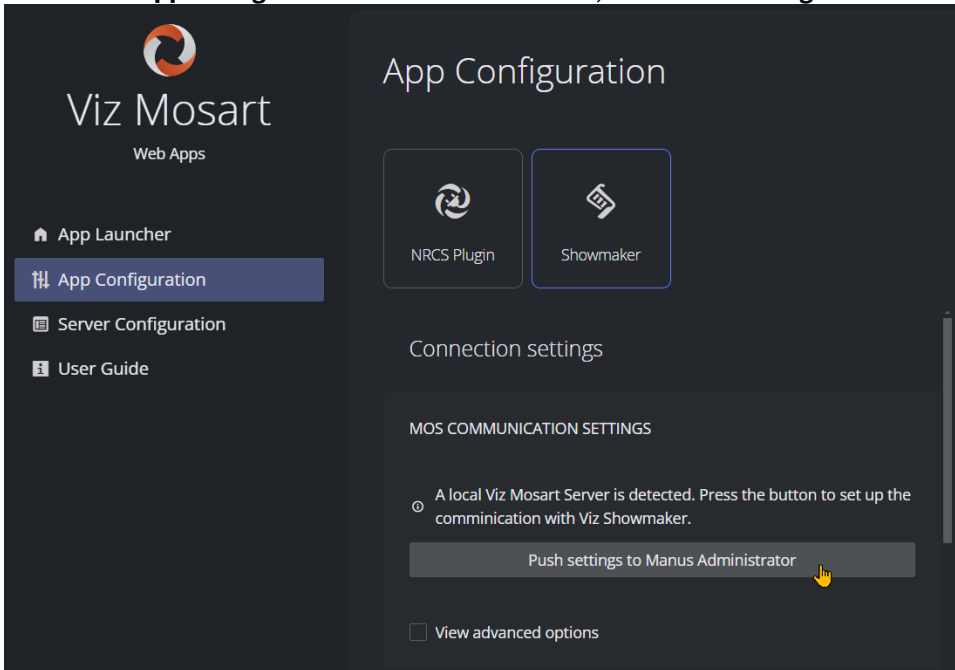 Viz Mosart
Web Apps
App Launcher
App Configuration
Server Configuration
User Guide
App Configuration
NRCS Plugin
Showmaker
Connection settings
MOS COMMUNICATION SETTINGS
A local Viz Mosart Server is detected. Press the button to set up the
comminication with Viz Showmaker.
Push settings to Manus Administrator
View advanced options